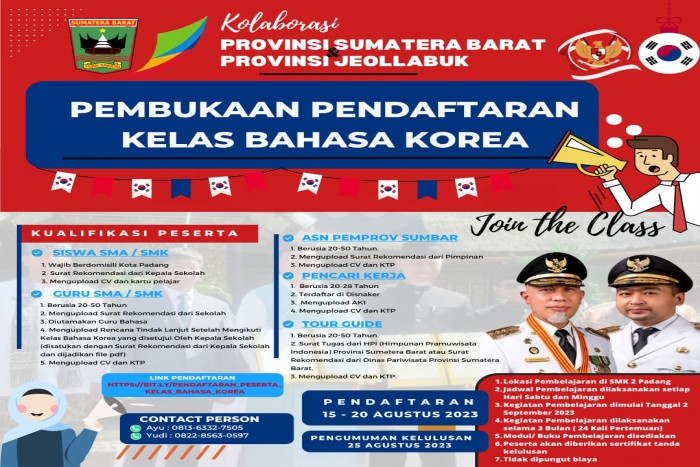 SUMATERA BARAT
Kolaborasi
PROVINSI SUMATERA BARAT
&
PROVINSI JEOLLABUK
PEMBUKAAN PENDAFTARAN
KELAS BAHASA KOREA
Join the Class
KUALIFIKASI PESERTA
SISWA SMA / SMK
1. Wajib Berdomisili Kota Padang
2. Surat Rekomendasi dari Kepala Sekolah
3. Mengupload CV dan kartu pelajar
GURU SMA / SMK
1. Berusia 20-50 Tahun
2. Mengupload Surat Rekomendasi dari Sekolah
3. Diutamakan Guru Bahasa
4. Mengupload Rencana Tindak Lanjut Setelah Mengikuti
Kelas Bahasa Korea yang disetujui Oleh Kepala Sekolah
(disatukan dengan Surat Rekomendasi dari Kepala Sekolah
dan dijadikan file pdf)
5. Mengupload CV dan KTP
ASN PEMPROV SUMBAR
1. Berusia 20-50 Tahun
2. Mengupload Surat Rekomendasi dari Pimpinan
3. Mengupload CV dan KTP
PENCARI KERJA
1. Berusia 20-28 Tahun
2. Terdaftar di Disnaker
3. Mengupload AK1
4. Mengupload CV dan KTP
TOUR GUIDE
1. Berusia 20-50 Tahun.
2. Surat Tugas dari HPI (Himpunan Pramuwisata
Indonesia) Provinsi Sumatera Barat atau Surat
Rekomendasi dari Dinas Pariwisata Provinsi Sumatera
Barat.
3. Mengupload CV dan KTP.
LINK PENDAFTARAN
HTTPS://BIT.LY/PENDAFTARAN_PESERTA_
KELAS_BAHASA_KOREA
CONTACT PERSON
Ayu : 0813-6332-7505
Yudi : 0822-8563-0597
PENDAFTARAN
15 - 20 AGUSTUS 2023
PENGUMUMAN KELULUSAN
25 AGUSTUS 2023
1. Lokasi Pembelajaran di SMK 2 Padang
2. Jadwal Pembelajaran dilaksanakan setiap
Hari Sabtu dan Minggu
3. Kegiatan Pembelajaran dimulai Tanggal 2
September 2023
4. Kegiatan Pembelajaran dilaksanakan
selama 3 Bulan ( 24 Kali Pertemuan)
5. Modul/ Buku Pembelajaran disediakan
6. Peserta akan diberikan sertifikat tanda
kelulusan
7. Tidak dipungut biaya